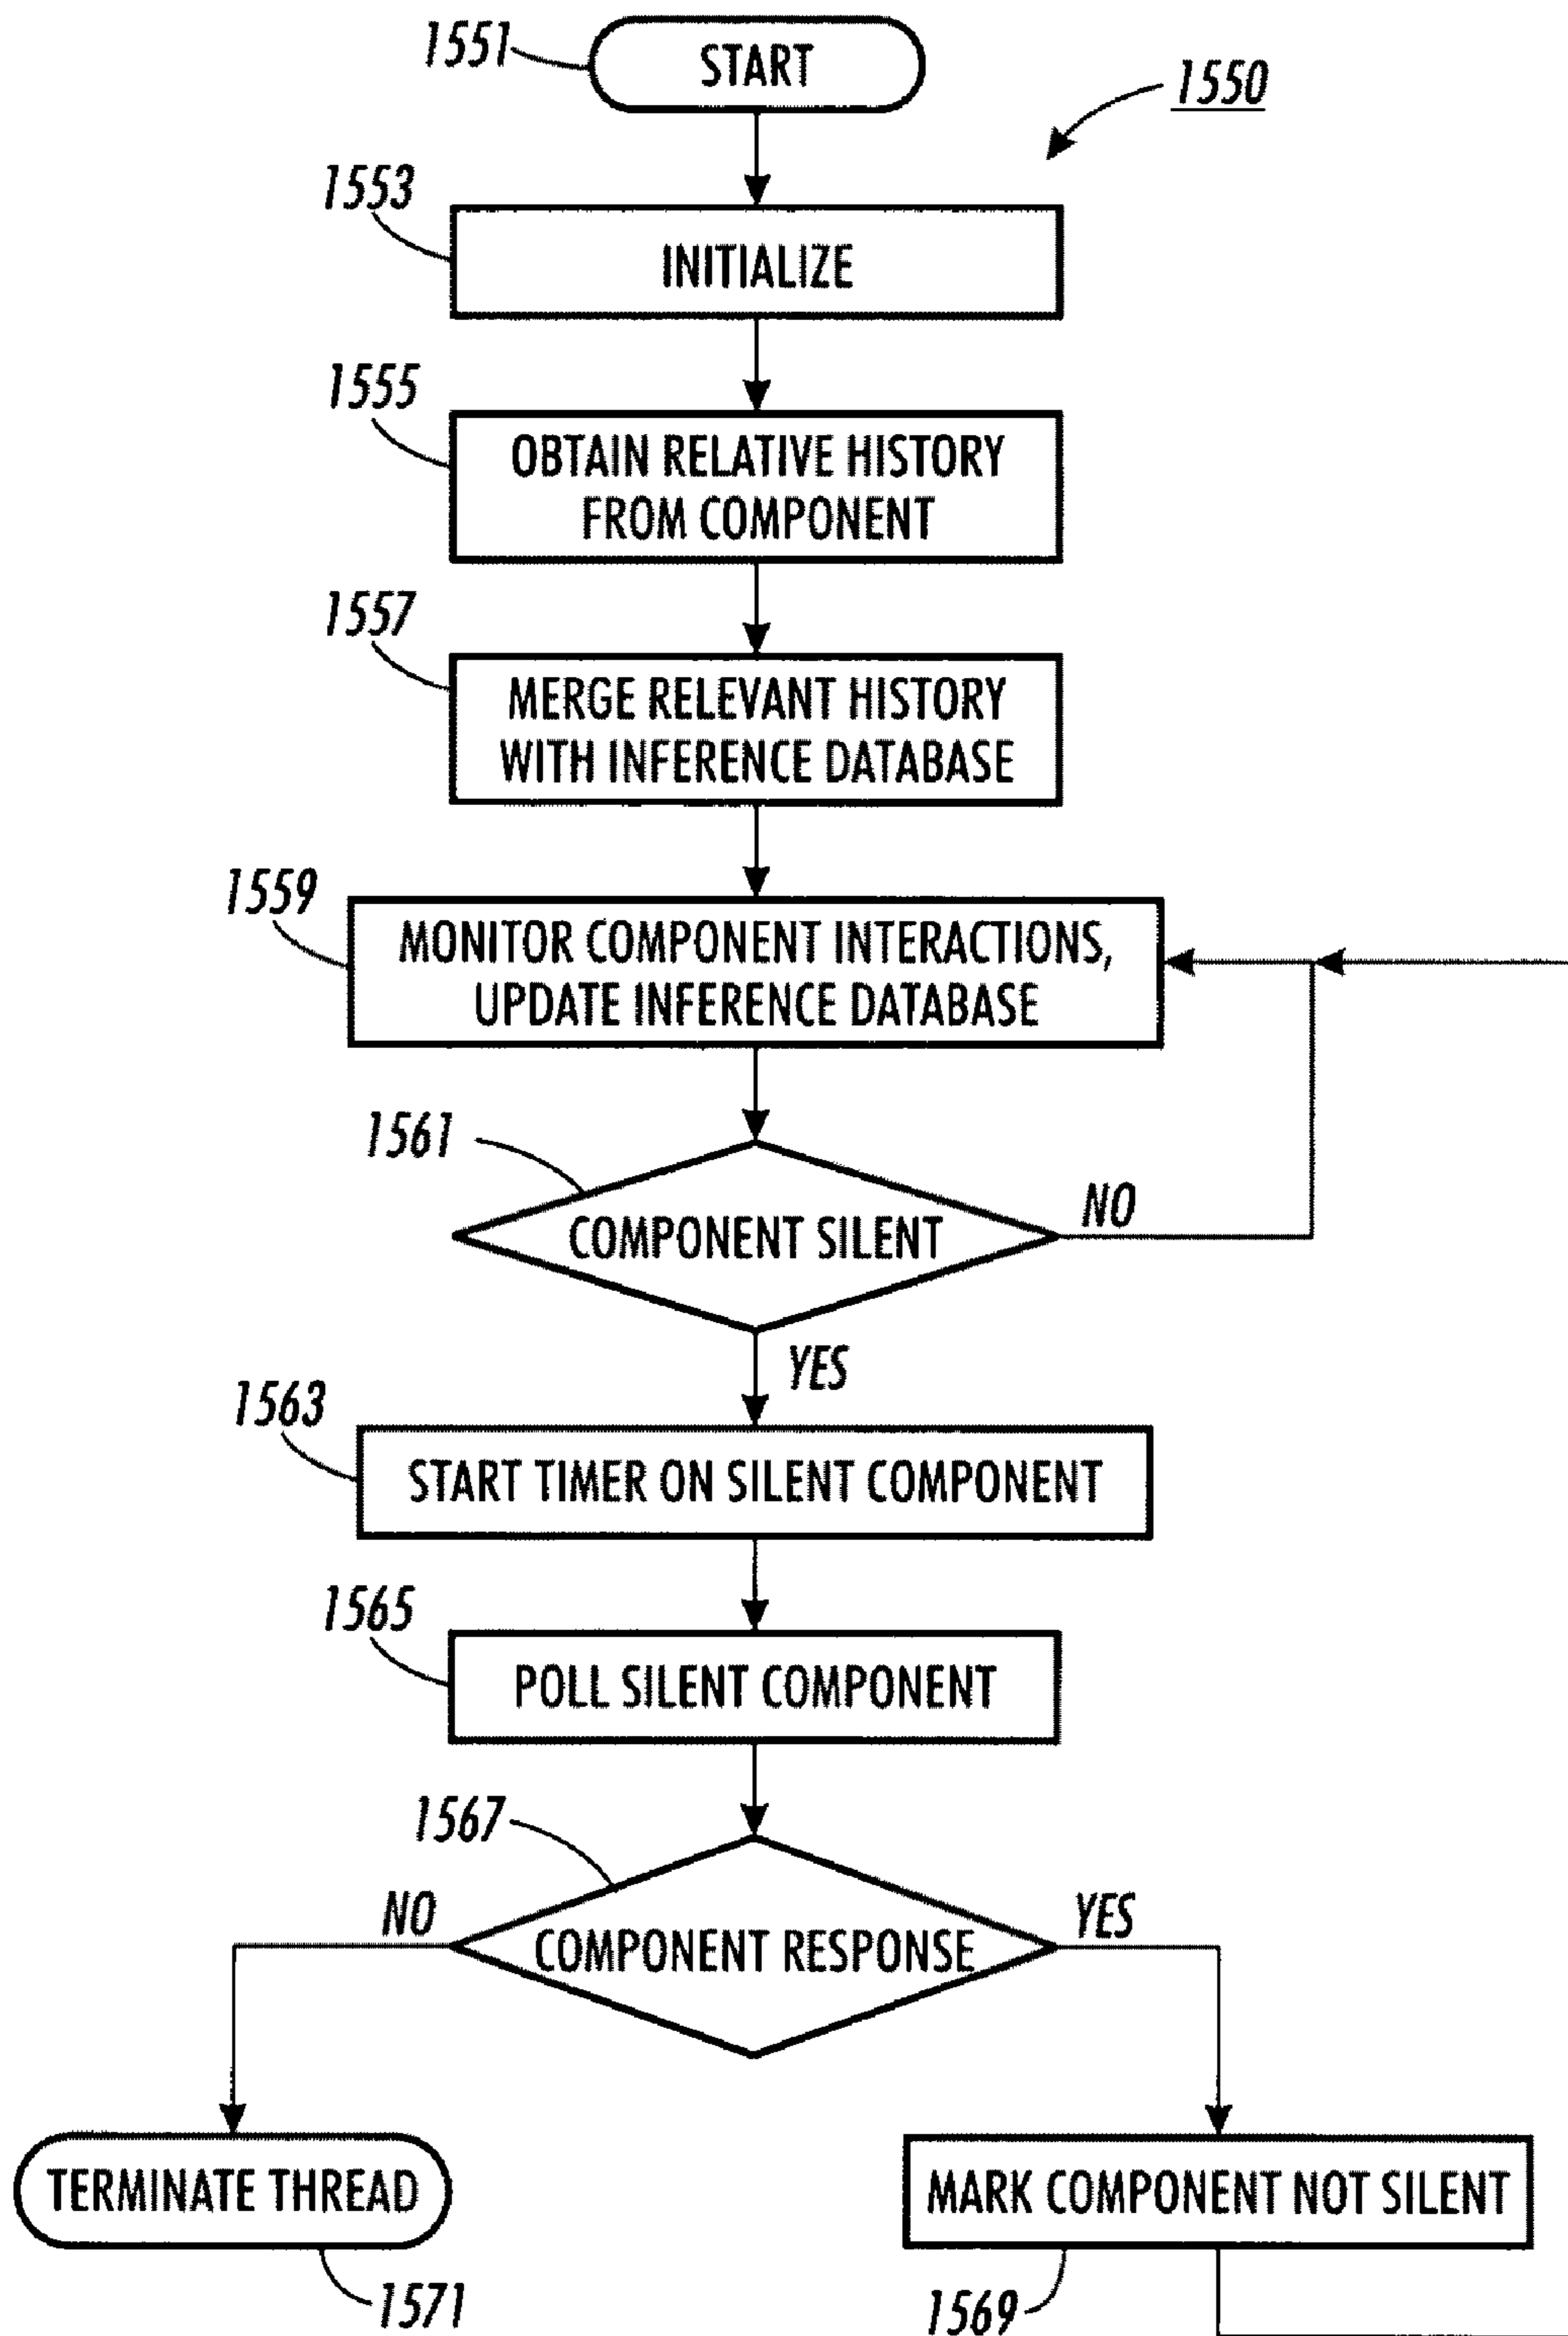 1551
START
1550
1553
INITIALIZE
1555
OBTAIN RELATIVE HISTORY
FROM COMPONENT
1557
MERGE RELEVANT HISTORY
WITH INFERENCE DATABASE
1559
MONITOR COMPONENT INTERACTIONS,
UPDATE INFERENCE DATABASE
1561
COMPONENT SILENT
NO
YES
1563
START TIMER ON SILENT COMPONENT
1565
POLL SILENT COMPONENT
1567
NO
COMPONENT RESPONSE
YES
TERMINATE THREAD
MARK COMPONENT NOT SILENT
1571
1569